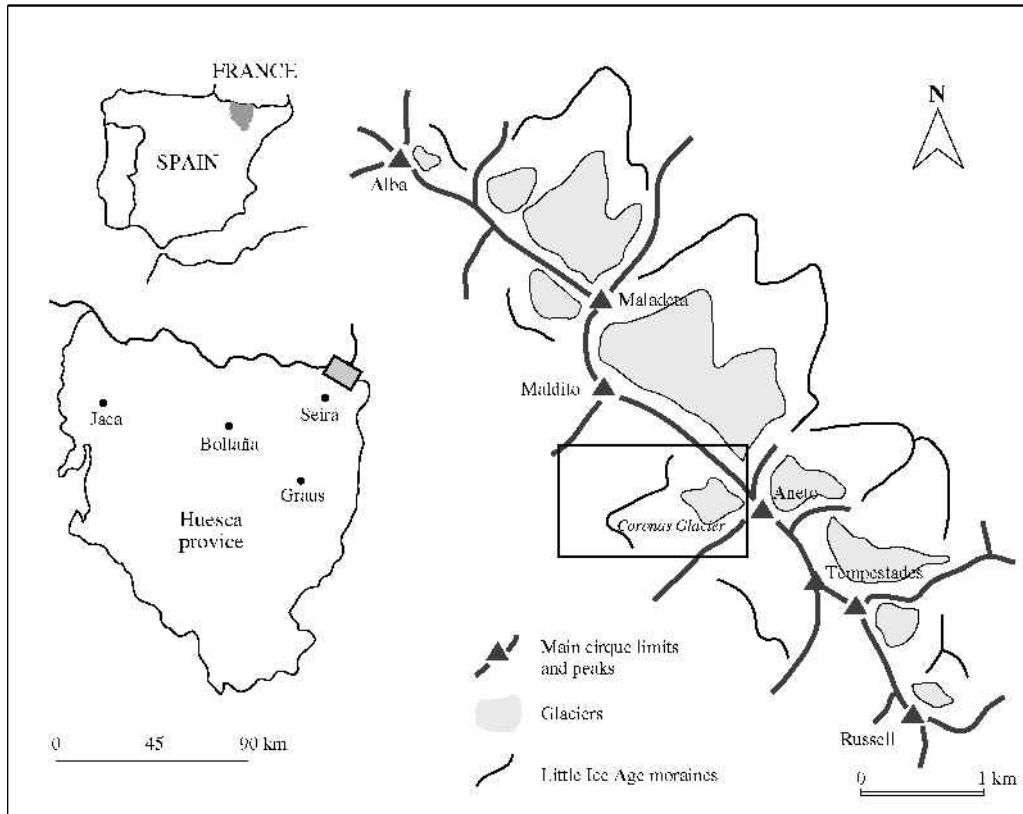 FRANCE
SPAIN
N
Alba
Maladeta
Maldito
Aneto
Coronas Glacier
Tempestades
Russell
Jaca
Boltaña
Seira
Graus
Huesca
provice
0 45 90 km
Main cirque limits
and peaks
Glaciers
Little Ice Age moraines
0 1 km